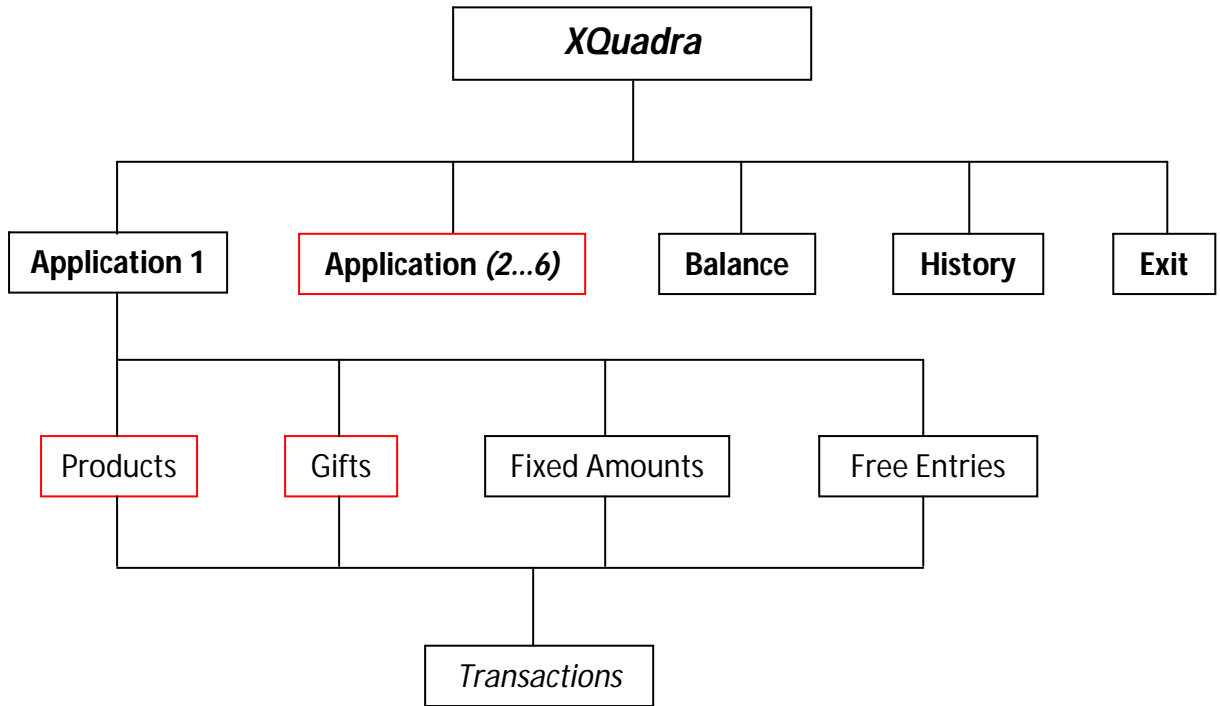 XQuadra
Application 1
Application (2...6)
Balance
History
Exit
Products
Gifts
Fixed Amounts
Free Entries
Transactions